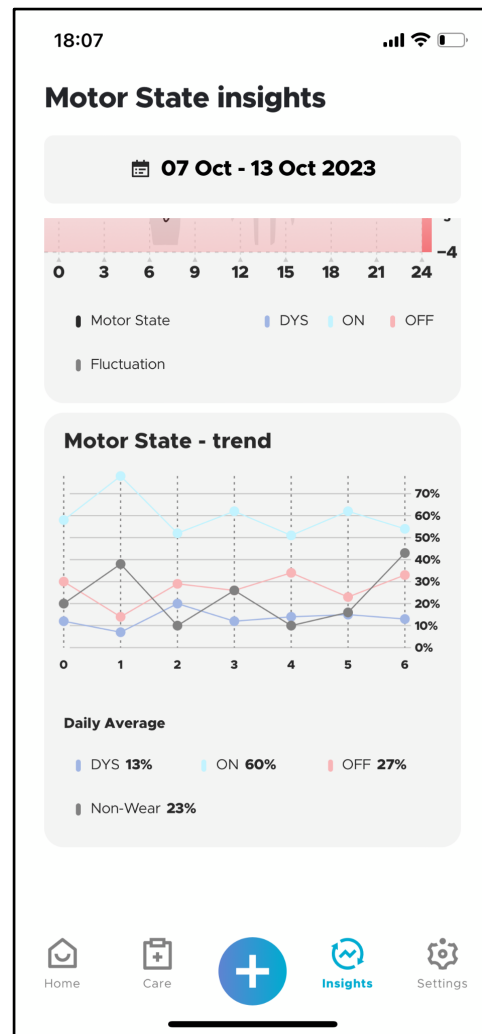 18:07
Motor State insights
07 Oct - 13 Oct 2023
-4
0 3 6 9 12 15 18 21 24
Motor State DYS ON OFF
Fluctuation
Motor State - trend
70%
60%
50%
40%
30%
20%
10%
0%
0 1 2 3 4 5 6
Daily Average
DYS 13% ON 60% OFF 27%
Non-Wear 23%
Home Care Insights Settings